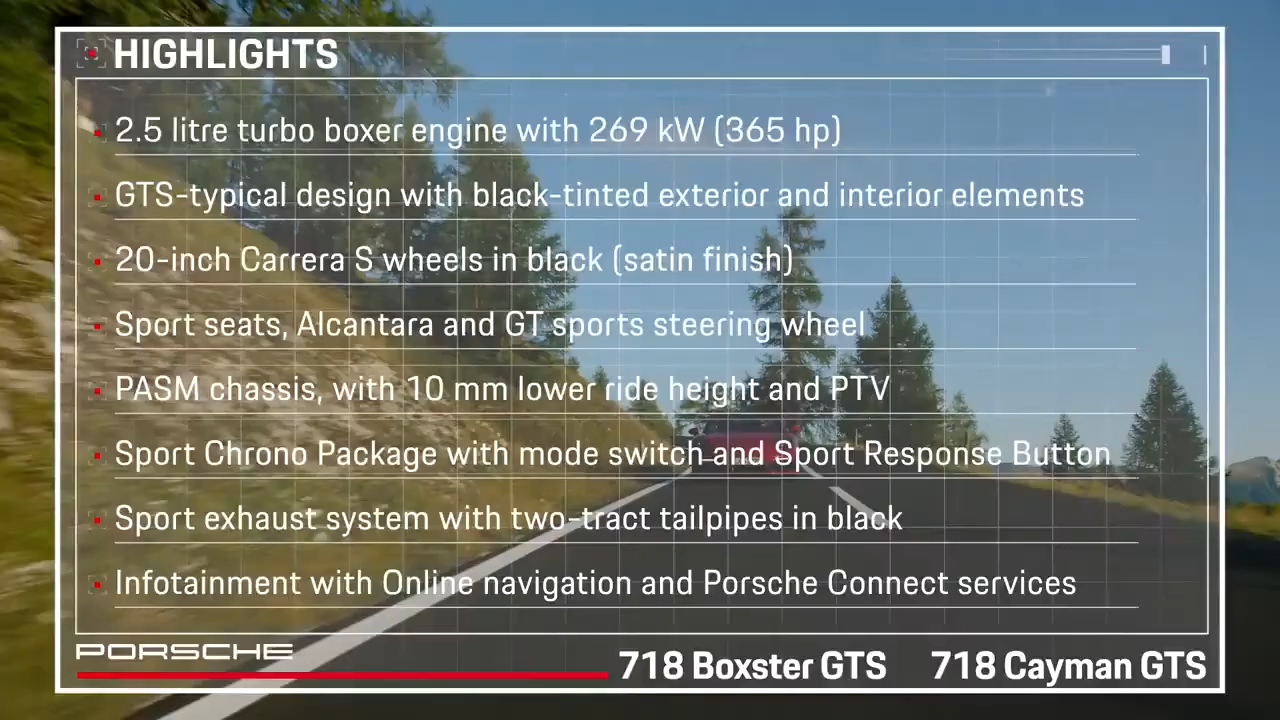 HIGHLIGHTS
2.5 litre turbo boxer engine with 269 kW (365 hp)
GTS-typical design with black-tinted exterior and interior elements
20-inch Carrera S wheels in black (satin finish)
Sport seats, Alcantara and GT sports steering wheel
PASM chassis, with 10 mm lower ride height and PTV
Sport Chrono Package with mode switch and Sport Response Button
Sport exhaust system with two-tract tailpipes in black
Infotainment with Online navigation and Porsche Connect services
PORSCHE
718 Boxster GTS 718 Cayman GTS